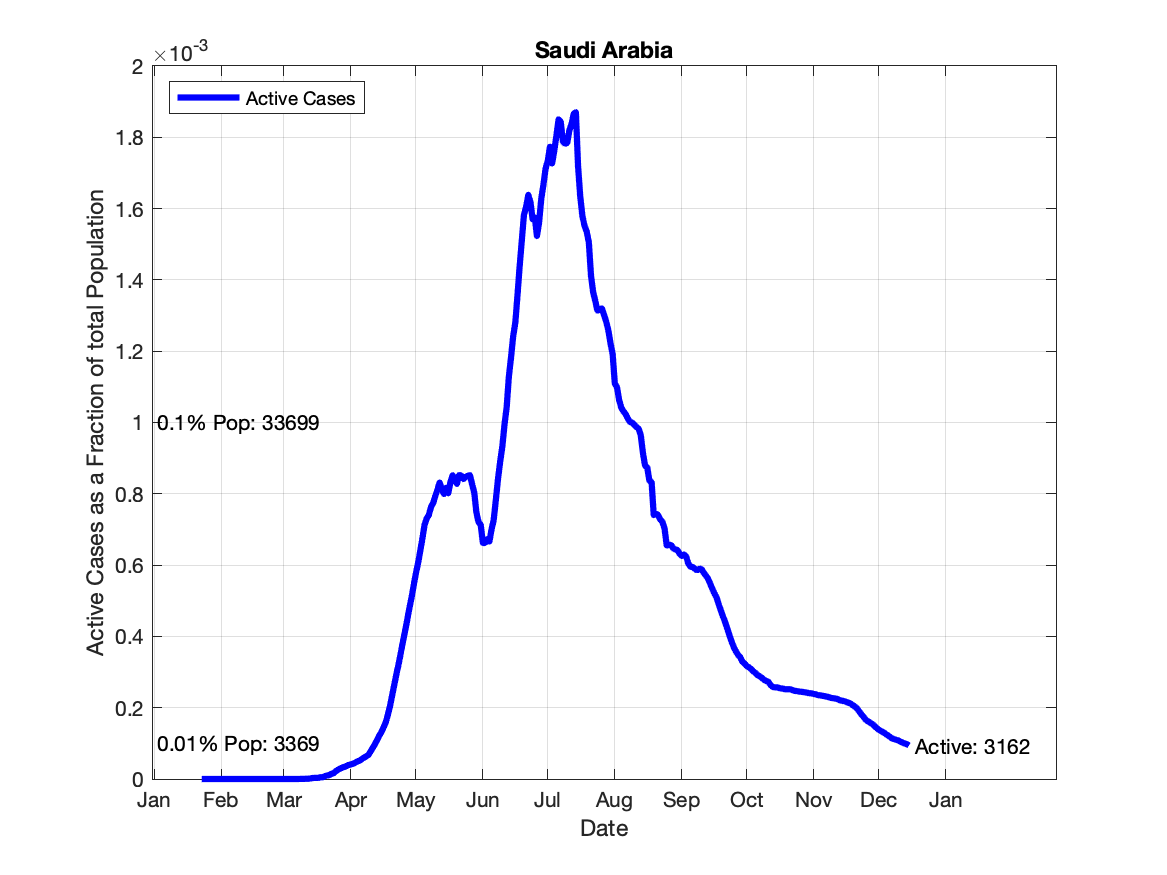 Saudi Arabia
×10-3
Active Cases
2
1.8
1.6
1.4
1.2
1
0.8
0.6
0.4
0.2
0
Active Cases as a Fraction of total Population
0.1% Pop: 33699
0.01% Pop: 3369
Active: 3162
Jan Feb Mar Apr May Jun Jul Aug Sep Oct Nov Dec Jan
Date